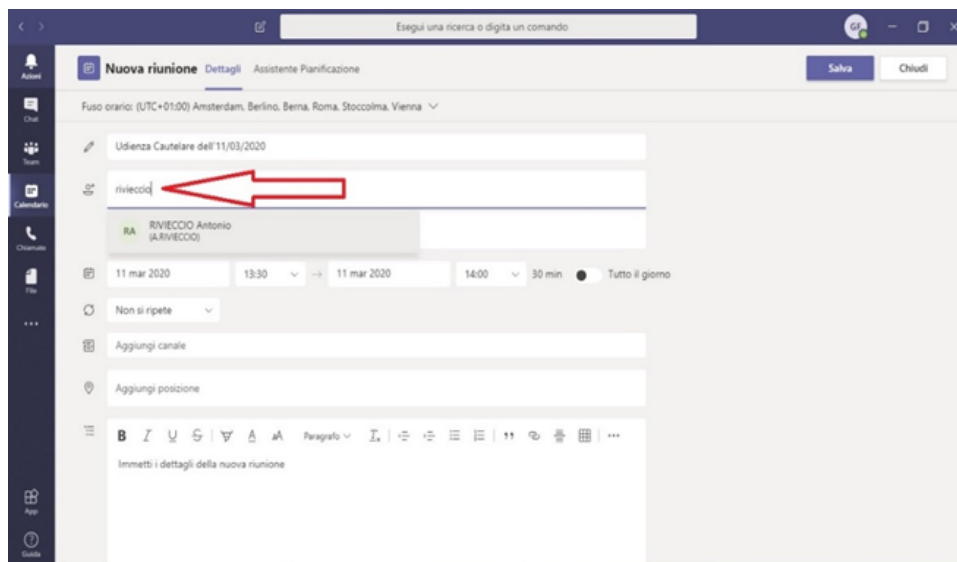 Esegui una ricerca o digita un comando
GF
Azioni
Chat
Team
Calendario
Chiamate
File
App
Guida
Nuova riunione Dettagli Assistente Pianificazione
Salva Chiudi
Fuso orario: (UTC+01:00) Amsterdam, Berlino, Berna, Roma, Stoccolma, Vienna
Udienza Cautelare dell'11/03/2020
rivieccio
RA RIVIECCIO Antonio
(A.RIVIECCIO)
11 mar 2020 13:30 → 11 mar 2020 14:00 30 min Tutto il giorno
Non si ripete
Aggiungi canale
Aggiungi posizione
B I U S A AA Paragrafo
Immetti i dettagli della nuova riunione